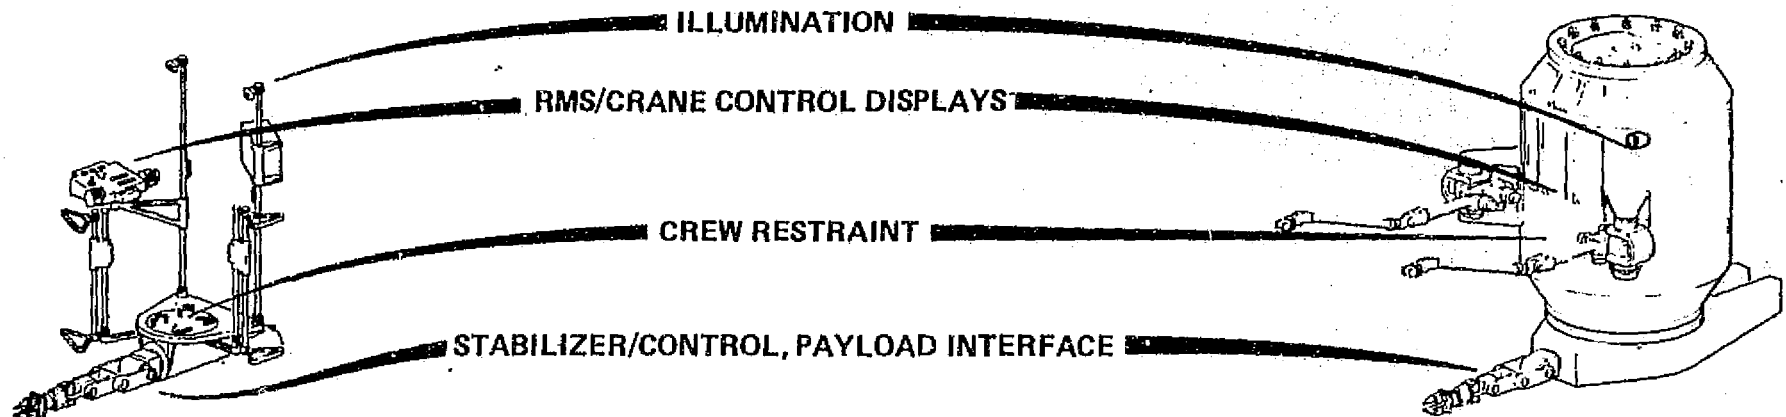 ILLUMINATION
RMS/CRANE CONTROL DISPLAYS
CREW RESTRAINT
STABILIZER/CONTROL, PAYLOAD INTERFACE